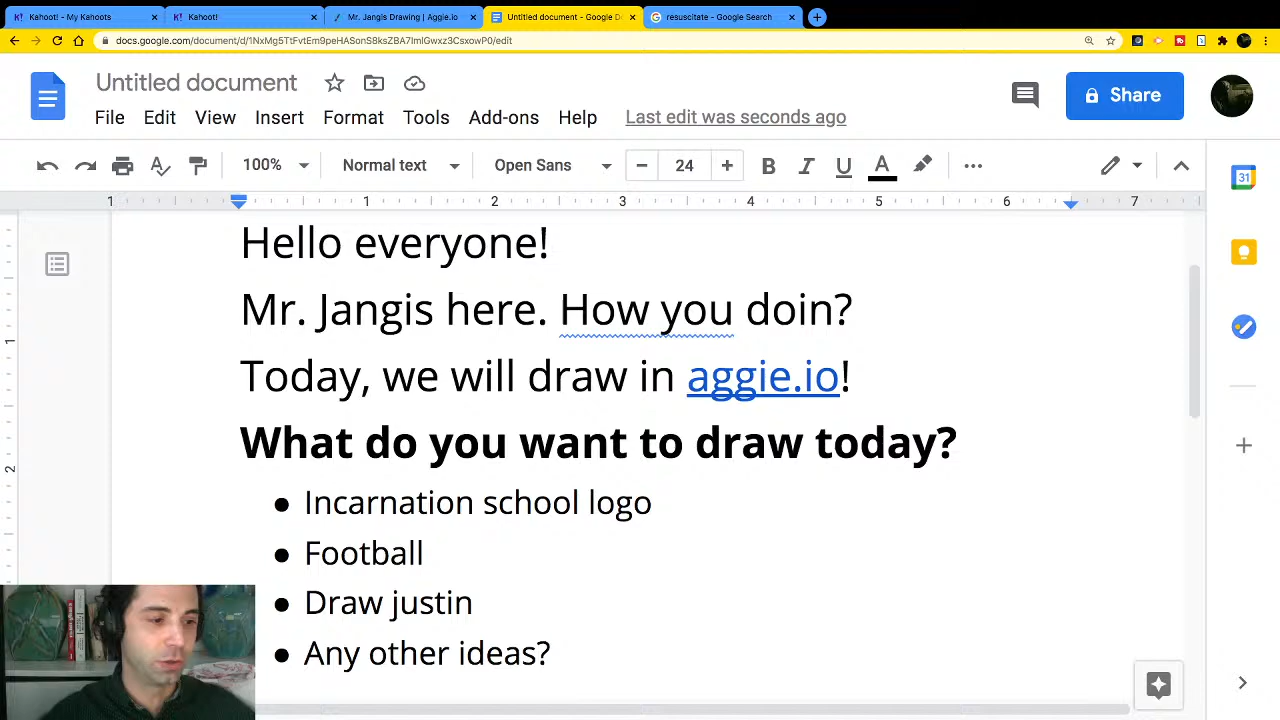 Kahoot! - My Kahoots
Kahoot!
Mr. Jangis Drawing | Aggie.io
Untitled document - Google Do
resuscitate - Google Search
docs.google.com/document/d/
Untitled document
File Edit View Insert Format Tools Add-ons Help Last edit was seconds ago
Share
100% Normal text Open Sans 24 B I U A
1 1 2 3 4 5 6 7
31
Hello everyone!
Mr. Jangis here. How you doin?
1
Today, we will draw in aggie.io!
What do you want to draw today?
2
● Incarnation school logo
● Football
● Draw justin
● Any other ideas?